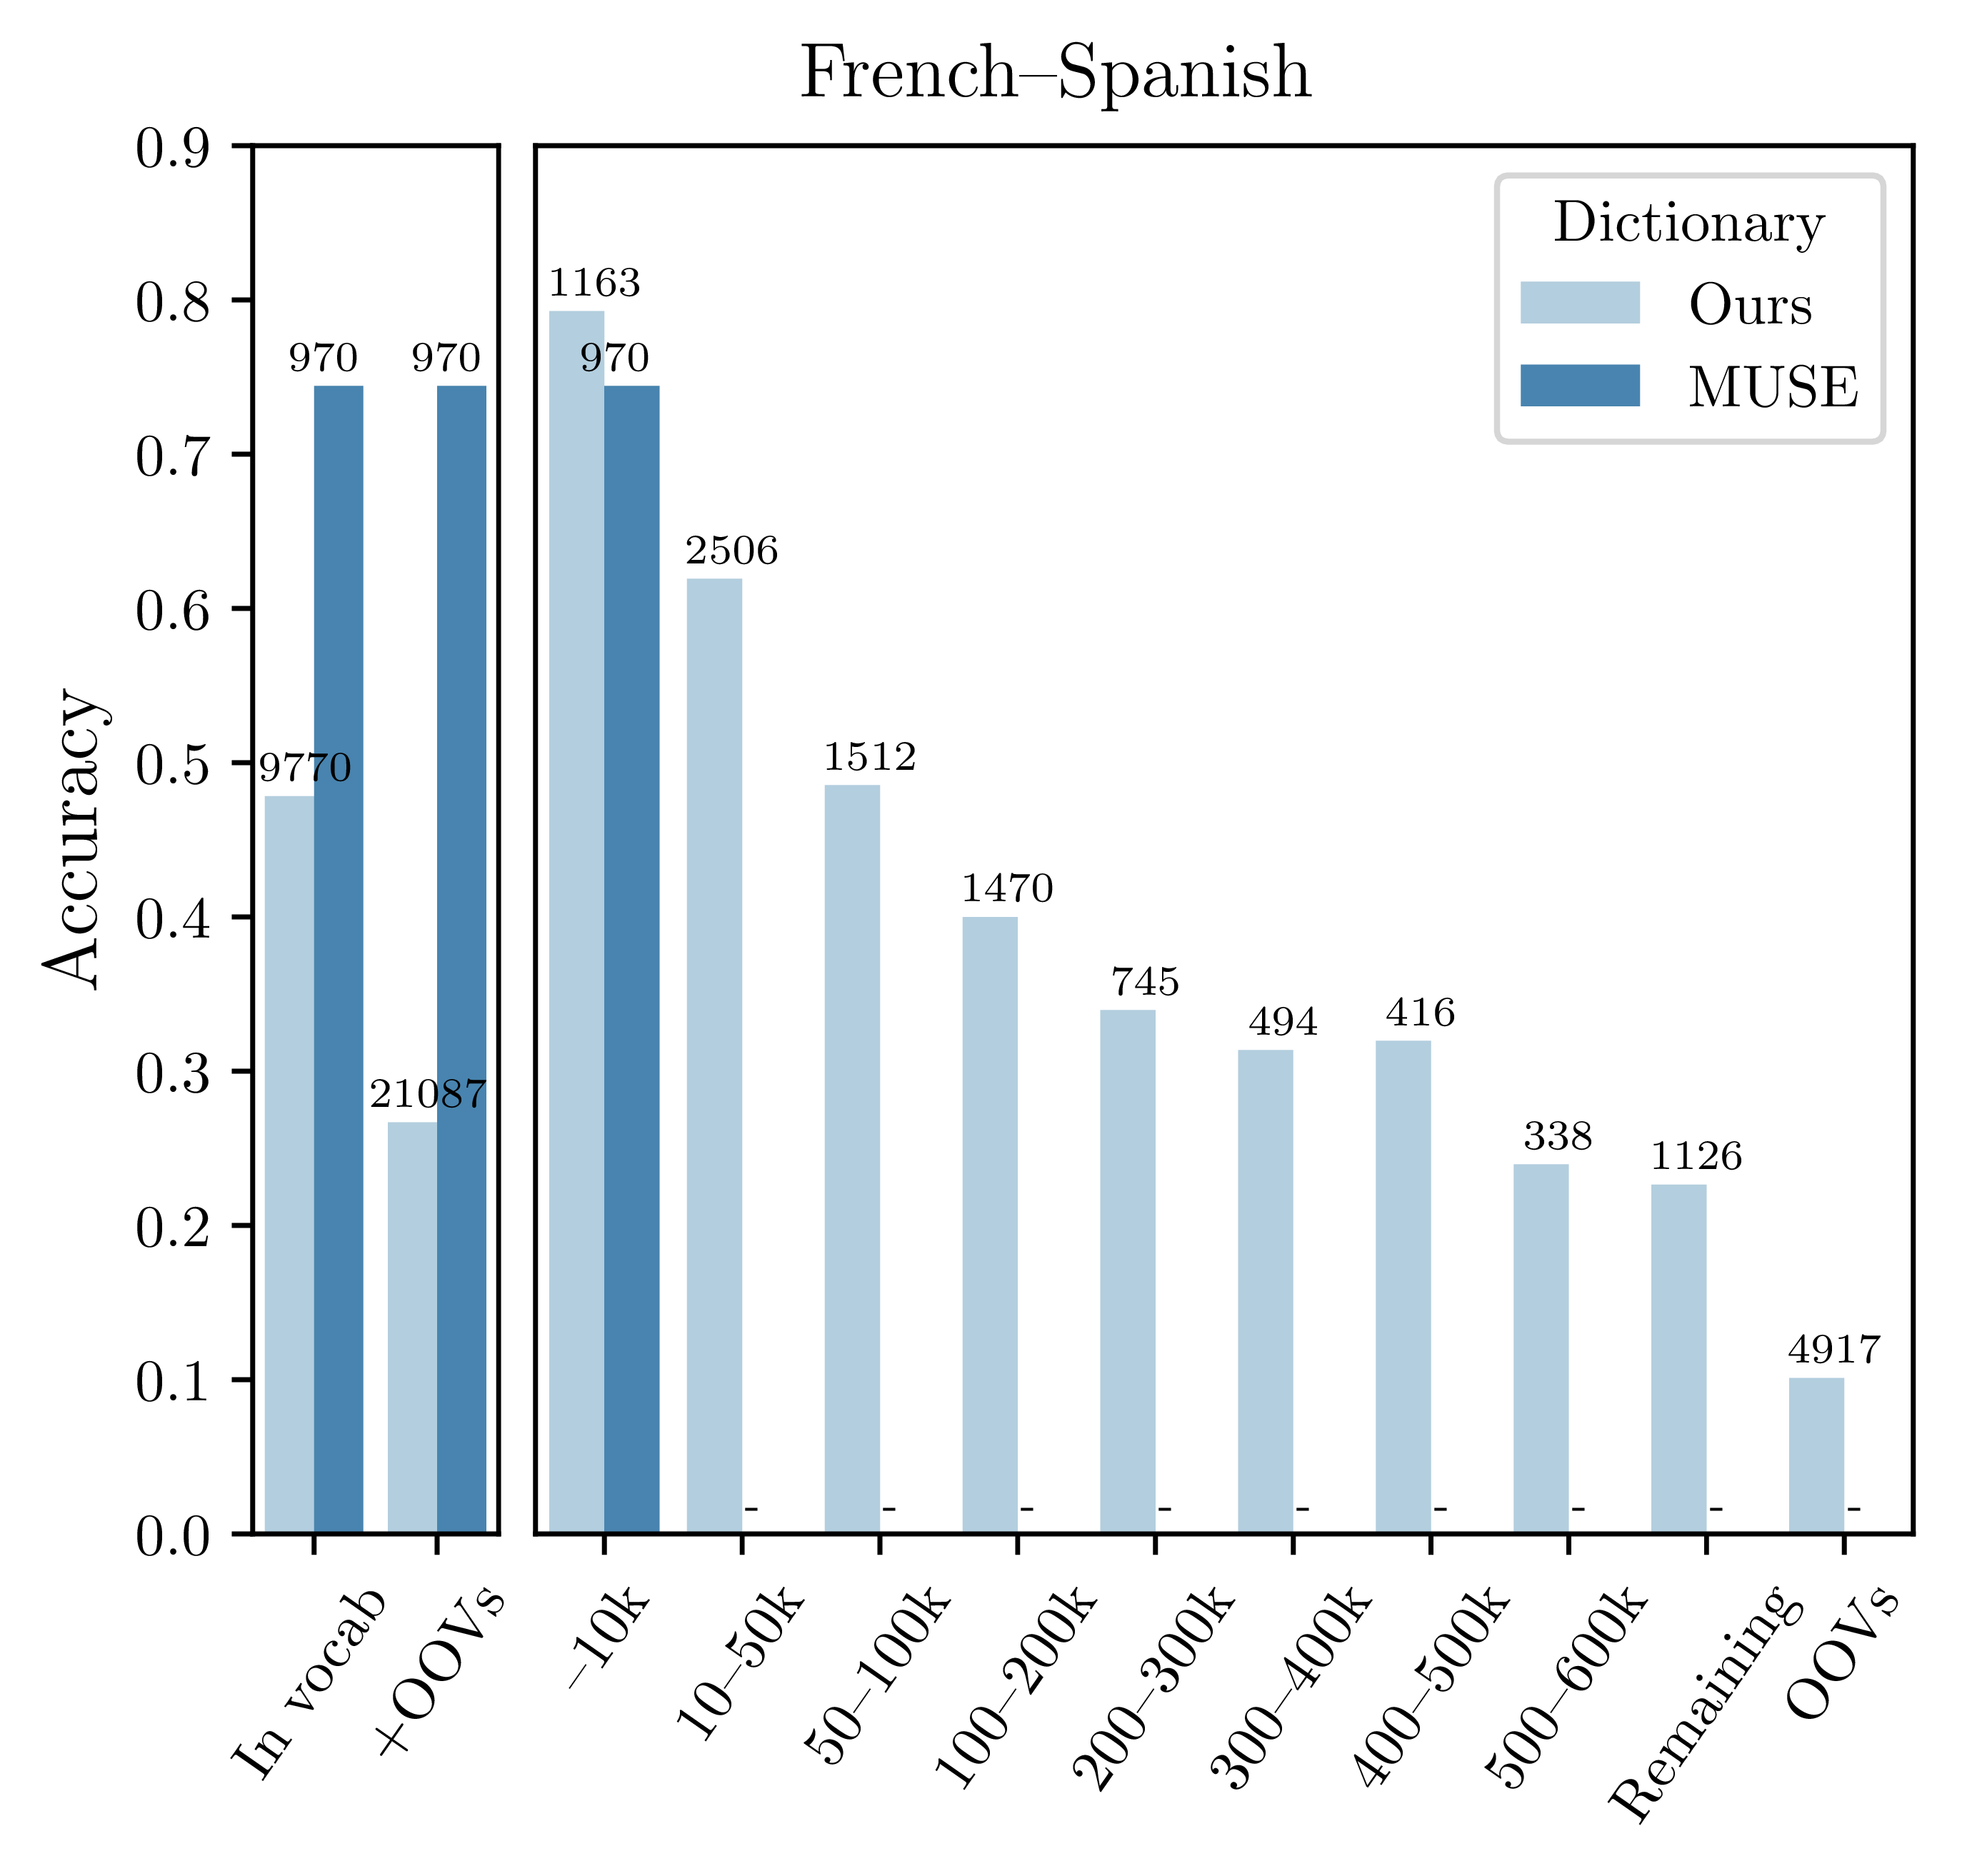 French–Spanish
Accuracy
0.9
0.8
0.7
0.6
0.5
0.4
0.3
0.2
0.1
0.0
Dictionary
Ours
MUSE
9770
970
21087
970
1163
970
2506
-
1512
-
1470
-
745
-
494
-
416
-
338
-
1126
-
4917
-
In vocab
+OOVs
–10k
10–50k
50–100k
100–200k
200–300k
300–400k
400–500k
500–600k
Remaining
OOVs